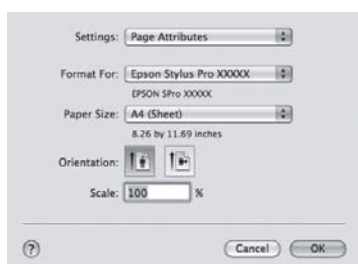 Settings: Page Attributes
Format For: Epson Stylus Pro XXXXX
EPSON SPro XXXXX
Paper Size: A4 (Sheet)
8.26 by 11.69 inches
Orientation:
Scale: 100 %
? Cancel OK